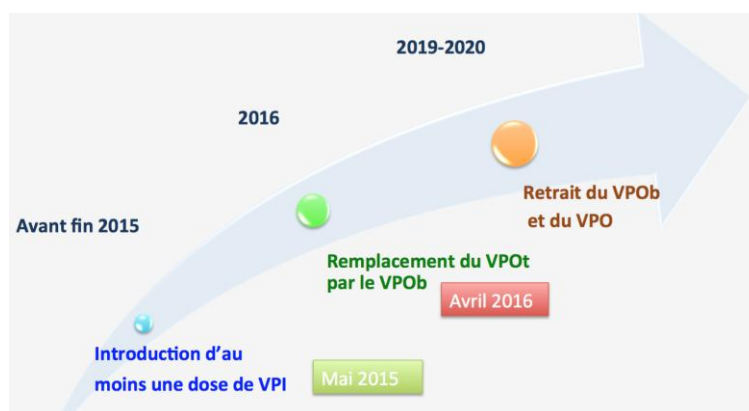 2019-2020
2016
Retrait du VPOb
et du VPO
Avant fin 2015
Remplacement du VPOt
par le VPOb
Avril 2016
Introduction d’au
moins une dose de VPI
Mai 2015